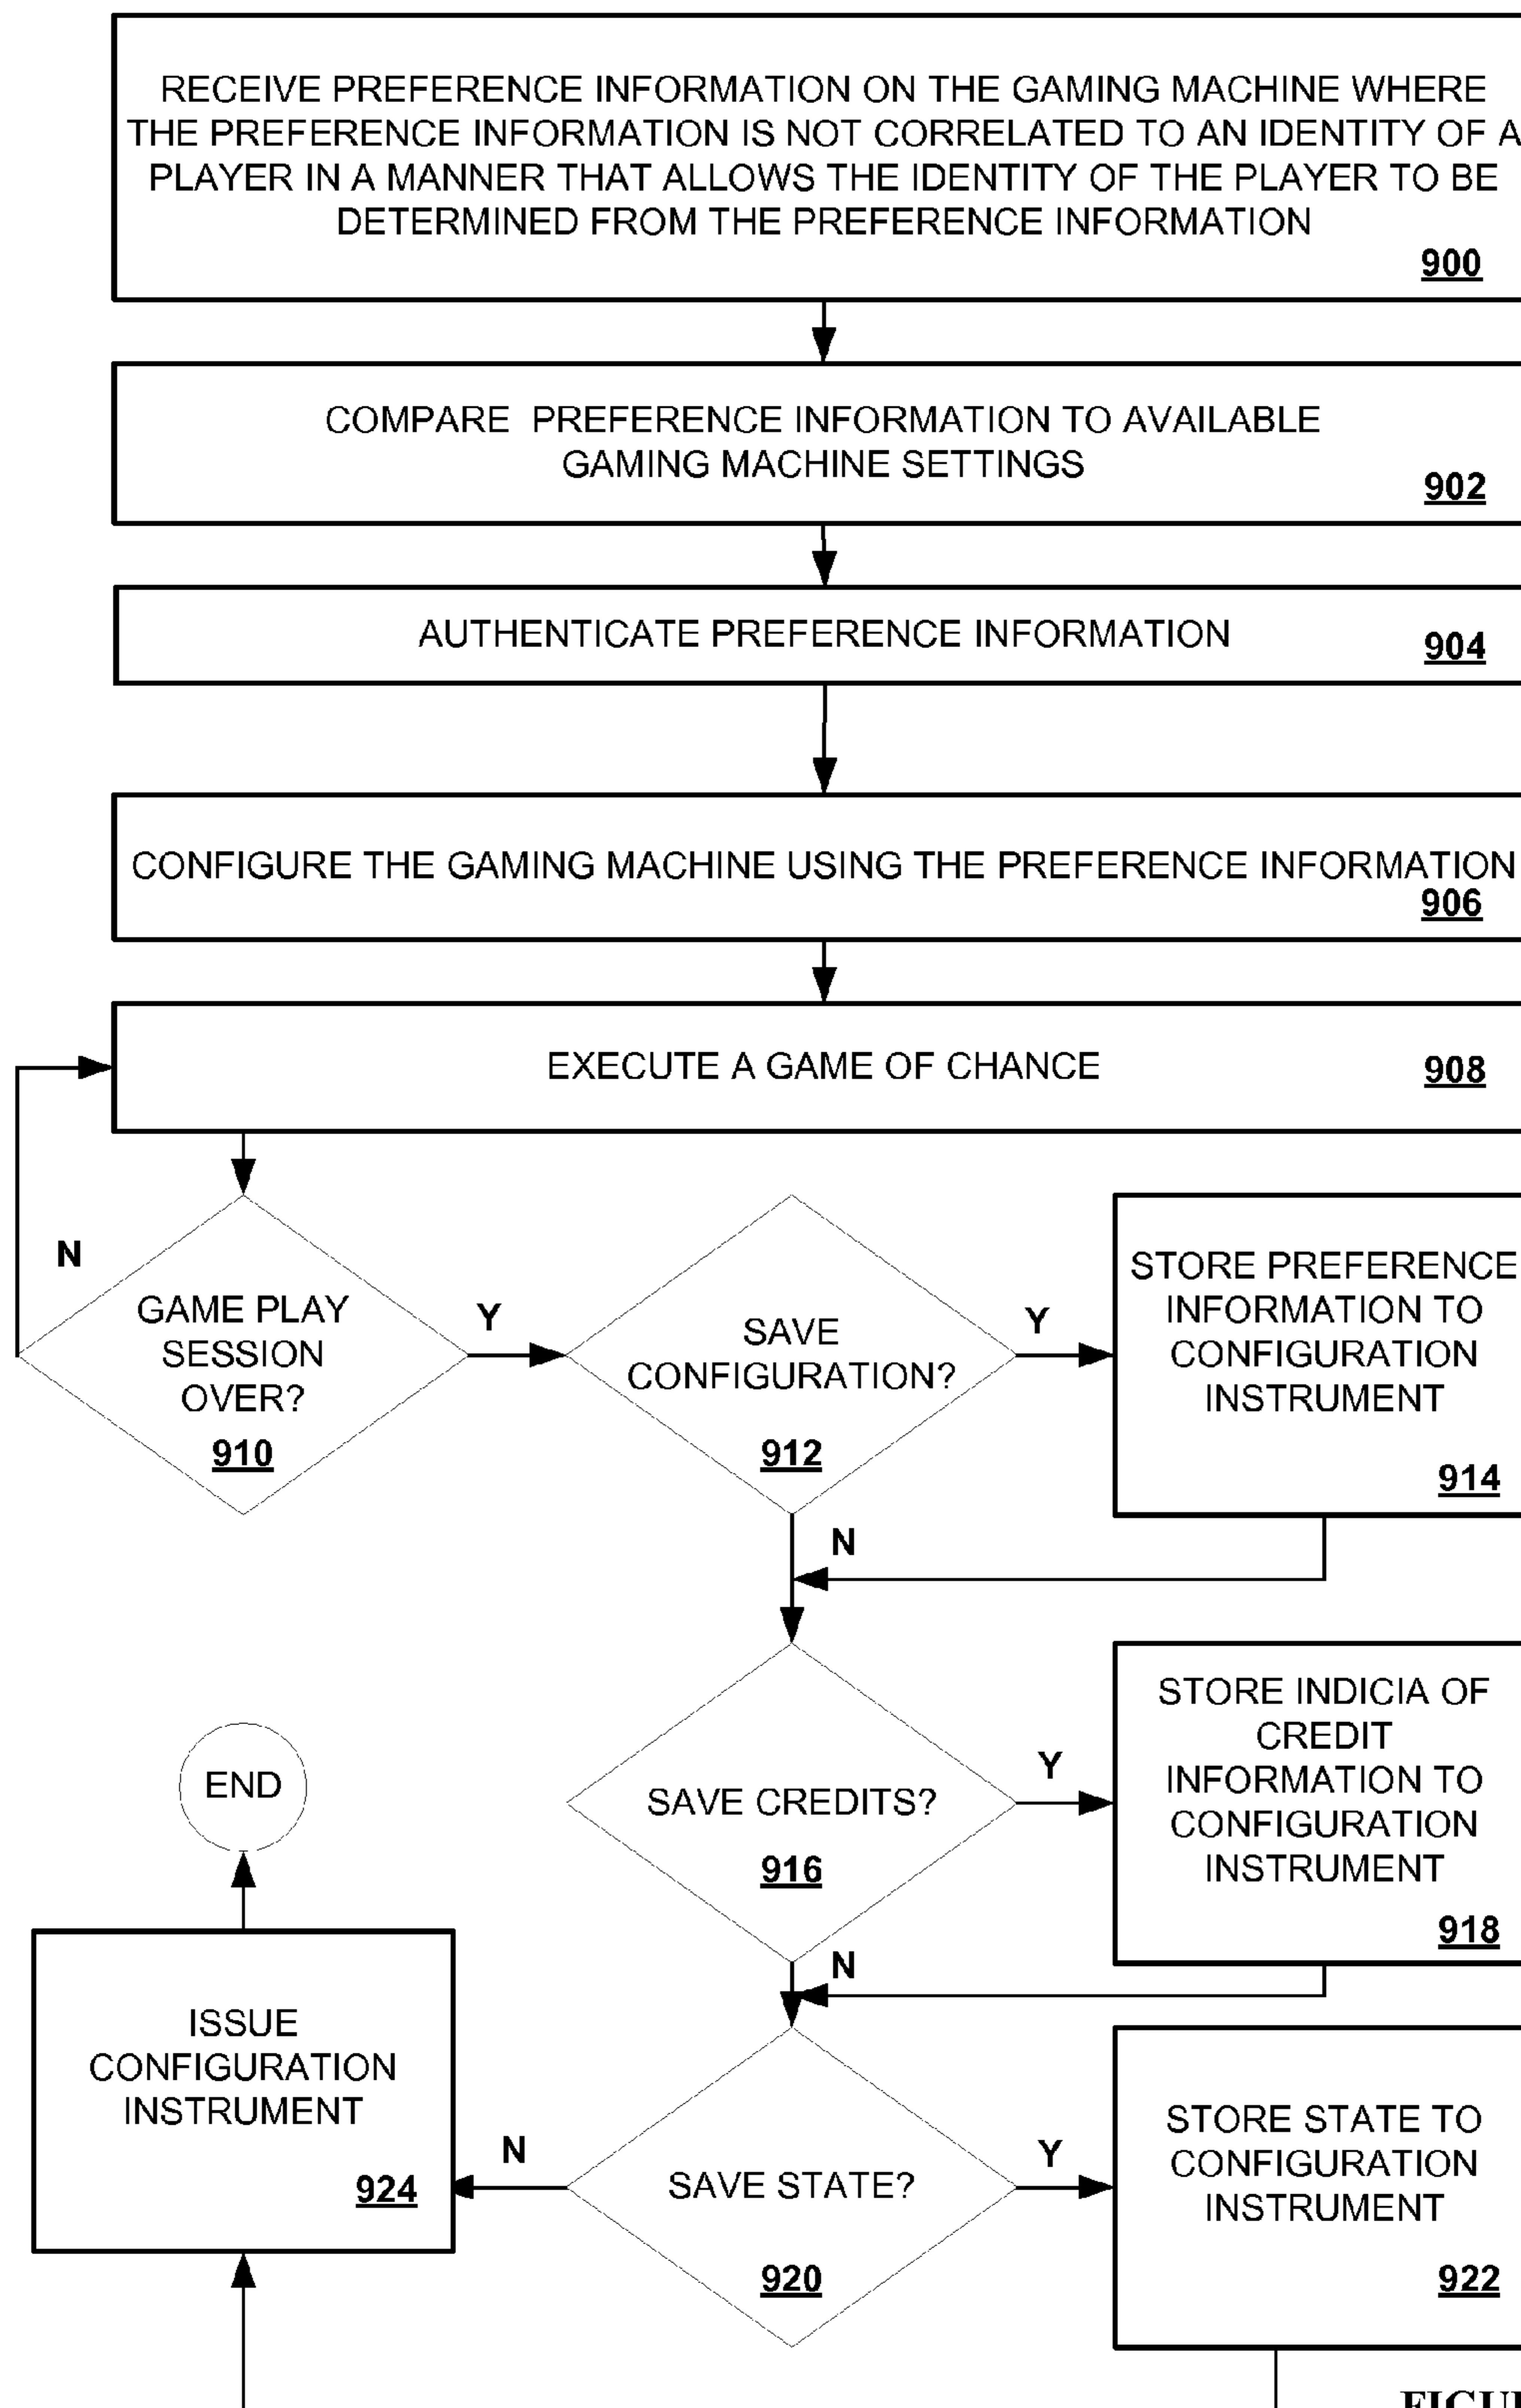 RECEIVE PREFERENCE INFORMATION ON THE GAMING MACHINE WHERE
THE PREFERENCE INFORMATION IS NOT CORRELATED TO AN IDENTITY OF A
PLAYER IN A MANNER THAT ALLOWS THE IDENTITY OF THE PLAYER TO BE
DETERMINED FROM THE PREFERENCE INFORMATION
900
COMPARE PREFERENCE INFORMATION TO AVAILABLE
GAMING MACHINE SETTINGS
902
AUTHENTICATE PREFERENCE INFORMATION
904
CONFIGURE THE GAMING MACHINE USING THE PREFERENCE INFORMATION
906
EXECUTE A GAME OF CHANCE
908
N
GAME PLAY
SESSION
OVER?
910
Y
SAVE
CONFIGURATION?
912
Y
STORE PREFERENCE
INFORMATION TO
CONFIGURATION
INSTRUMENT
914
N
SAVE CREDITS?
916
Y
STORE INDICIA OF
CREDIT
INFORMATION TO
CONFIGURATION
INSTRUMENT
918
N
END
ISSUE
CONFIGURATION
INSTRUMENT
924
N
SAVE STATE?
920
Y
STORE STATE TO
CONFIGURATION
INSTRUMENT
922